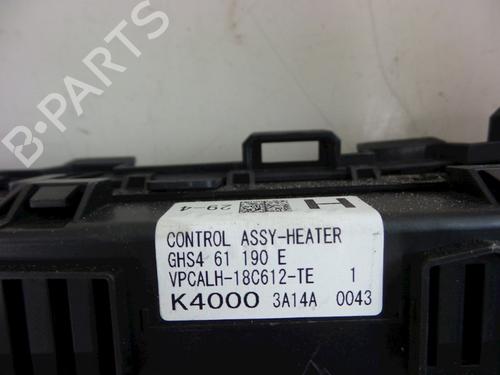 B-PARTS
29-4 H
CONTROL ASSY-HEATER
GHS4 61 190 E
VPCALH-18C612-TE 1
K4000 3A14A 0043